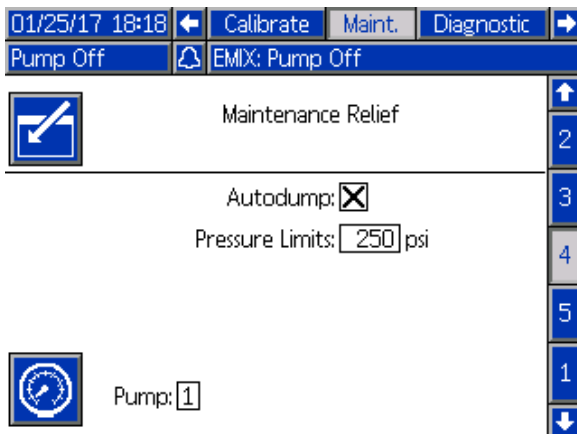 01/25/17 18:18 Calibrate Maint. Diagnostic
Pump Off EMIX: Pump Off
Maintenance Relief
2
Autodump:
3
Pressure Limits: 250 psi
4
5
1
Pump: 1